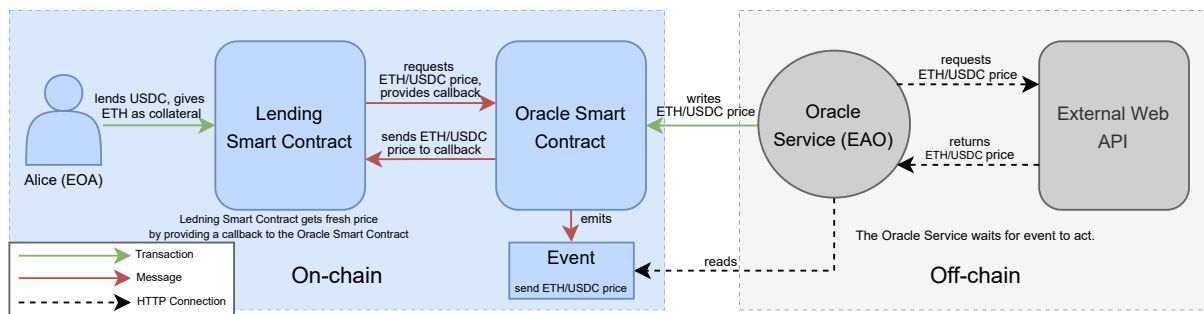 lends USDC, gives
ETH as collateral
Alice (EOA)
Lending
Smart Contract
requests
ETH/USDC price,
provides callback
sends ETH/USDC
price to callback
Oracle Smart
Contract
writes
ETH/USDC price
Oracle
Service (EAO)
requests
ETH/USDC price
returns
ETH/USDC price
External Web
API
Ledning Smart Contract gets fresh price
by providing a callback to the Oracle Smart Contract
emits
Event
send ETH/USDC price
reads
The Oracle Service waits for event to act.
Transaction
Message
HTTP Connection
On-chain
Off-chain